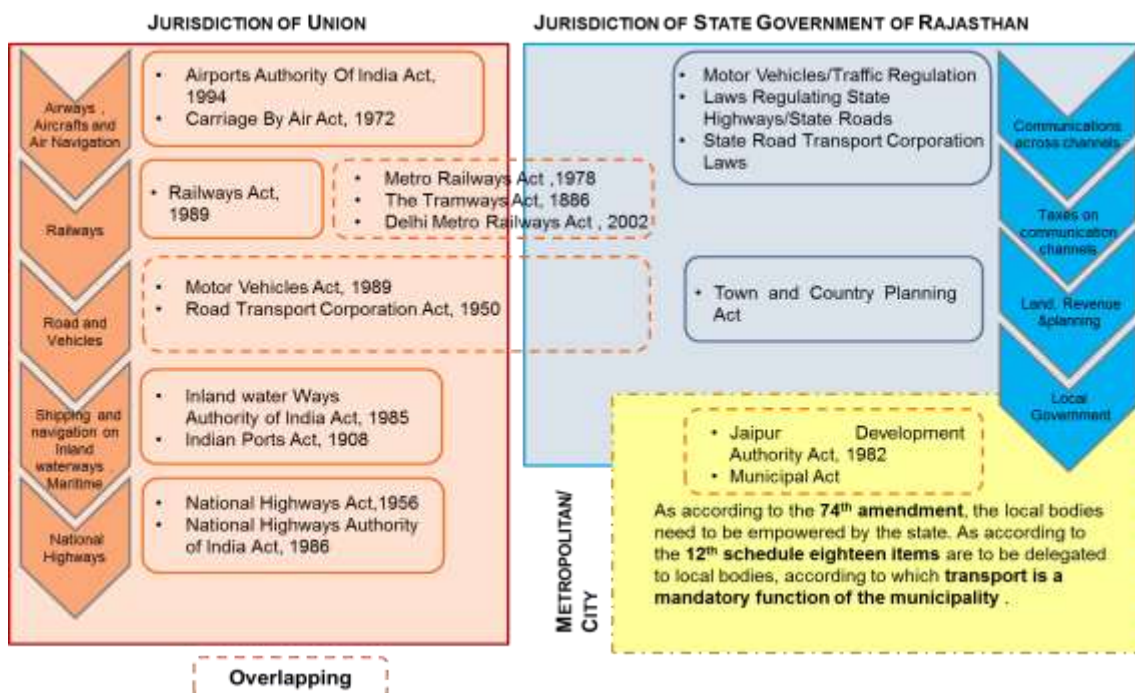 JURISDICTION OF UNION
JURISDICTION OF STATE GOVERNMENT OF RAJASTHAN
Airways ,
Aircrafts and
Air Navigation
• Airports Authority Of India Act,
1994
• Carriage By Air Act, 1972
Railways
• Railways Act,
1989
• Metro Railways Act ,1978
• The Tramways Act, 1886
• Delhi Metro Railways Act , 2002
Road and
Vehicles
• Motor Vehicles Act, 1989
• Road Transport Corporation Act, 1950
Shipping and
navigation on
Inland
waterways ,
Maritime
• Inland water Ways
Authority of India Act, 1985
• Indian Ports Act, 1908
National
Highways
• National Highways Act,1956
• National Highways Authority
of India Act, 1986
• Motor Vehicles/Traffic Regulation
• Laws Regulating State
Highways/State Roads
• State Road Transport Corporation
Laws
Communications
across channels
Taxes on
communication
channels
• Town and Country Planning
Act
Land, Revenue
&planning
Local
Government
• Jaipur Development
Authority Act, 1982
• Municipal Act
As according to the 74th amendment, the local bodies
need to be empowered by the state. As according to
the 12th schedule eighteen items are to be delegated
to local bodies, according to which transport is a
mandatory function of the municipality .
METROPOLITAN/
CITY
Overlapping